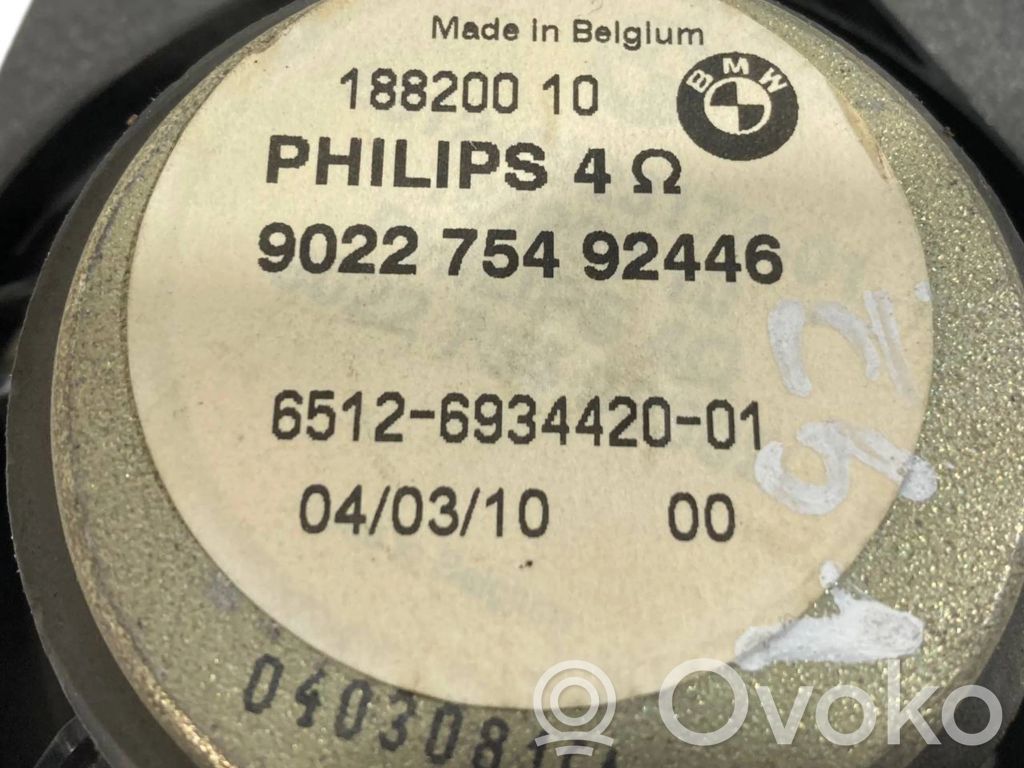 Made in Belgium
188200 10
BMW
PHILIPS 4 Ω
9022 754 92446
6512-6934420-01
04/03/10 00
Ovoko